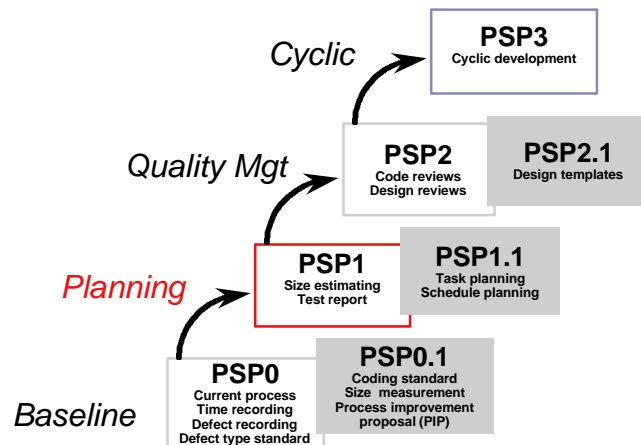 Cyclic
PSP3
Cyclic development
Quality Mgt
PSP2
Code reviews
Design reviews
PSP2.1
Design templates
Planning
PSP1
Size estimating
Test report
PSP1.1
Task planning
Schedule planning
Baseline
PSP0
Current process
Time recording
Defect recording
Defect type standard
PSP0.1
Coding standard
Size measurement
Process improvement
proposal (PIP)